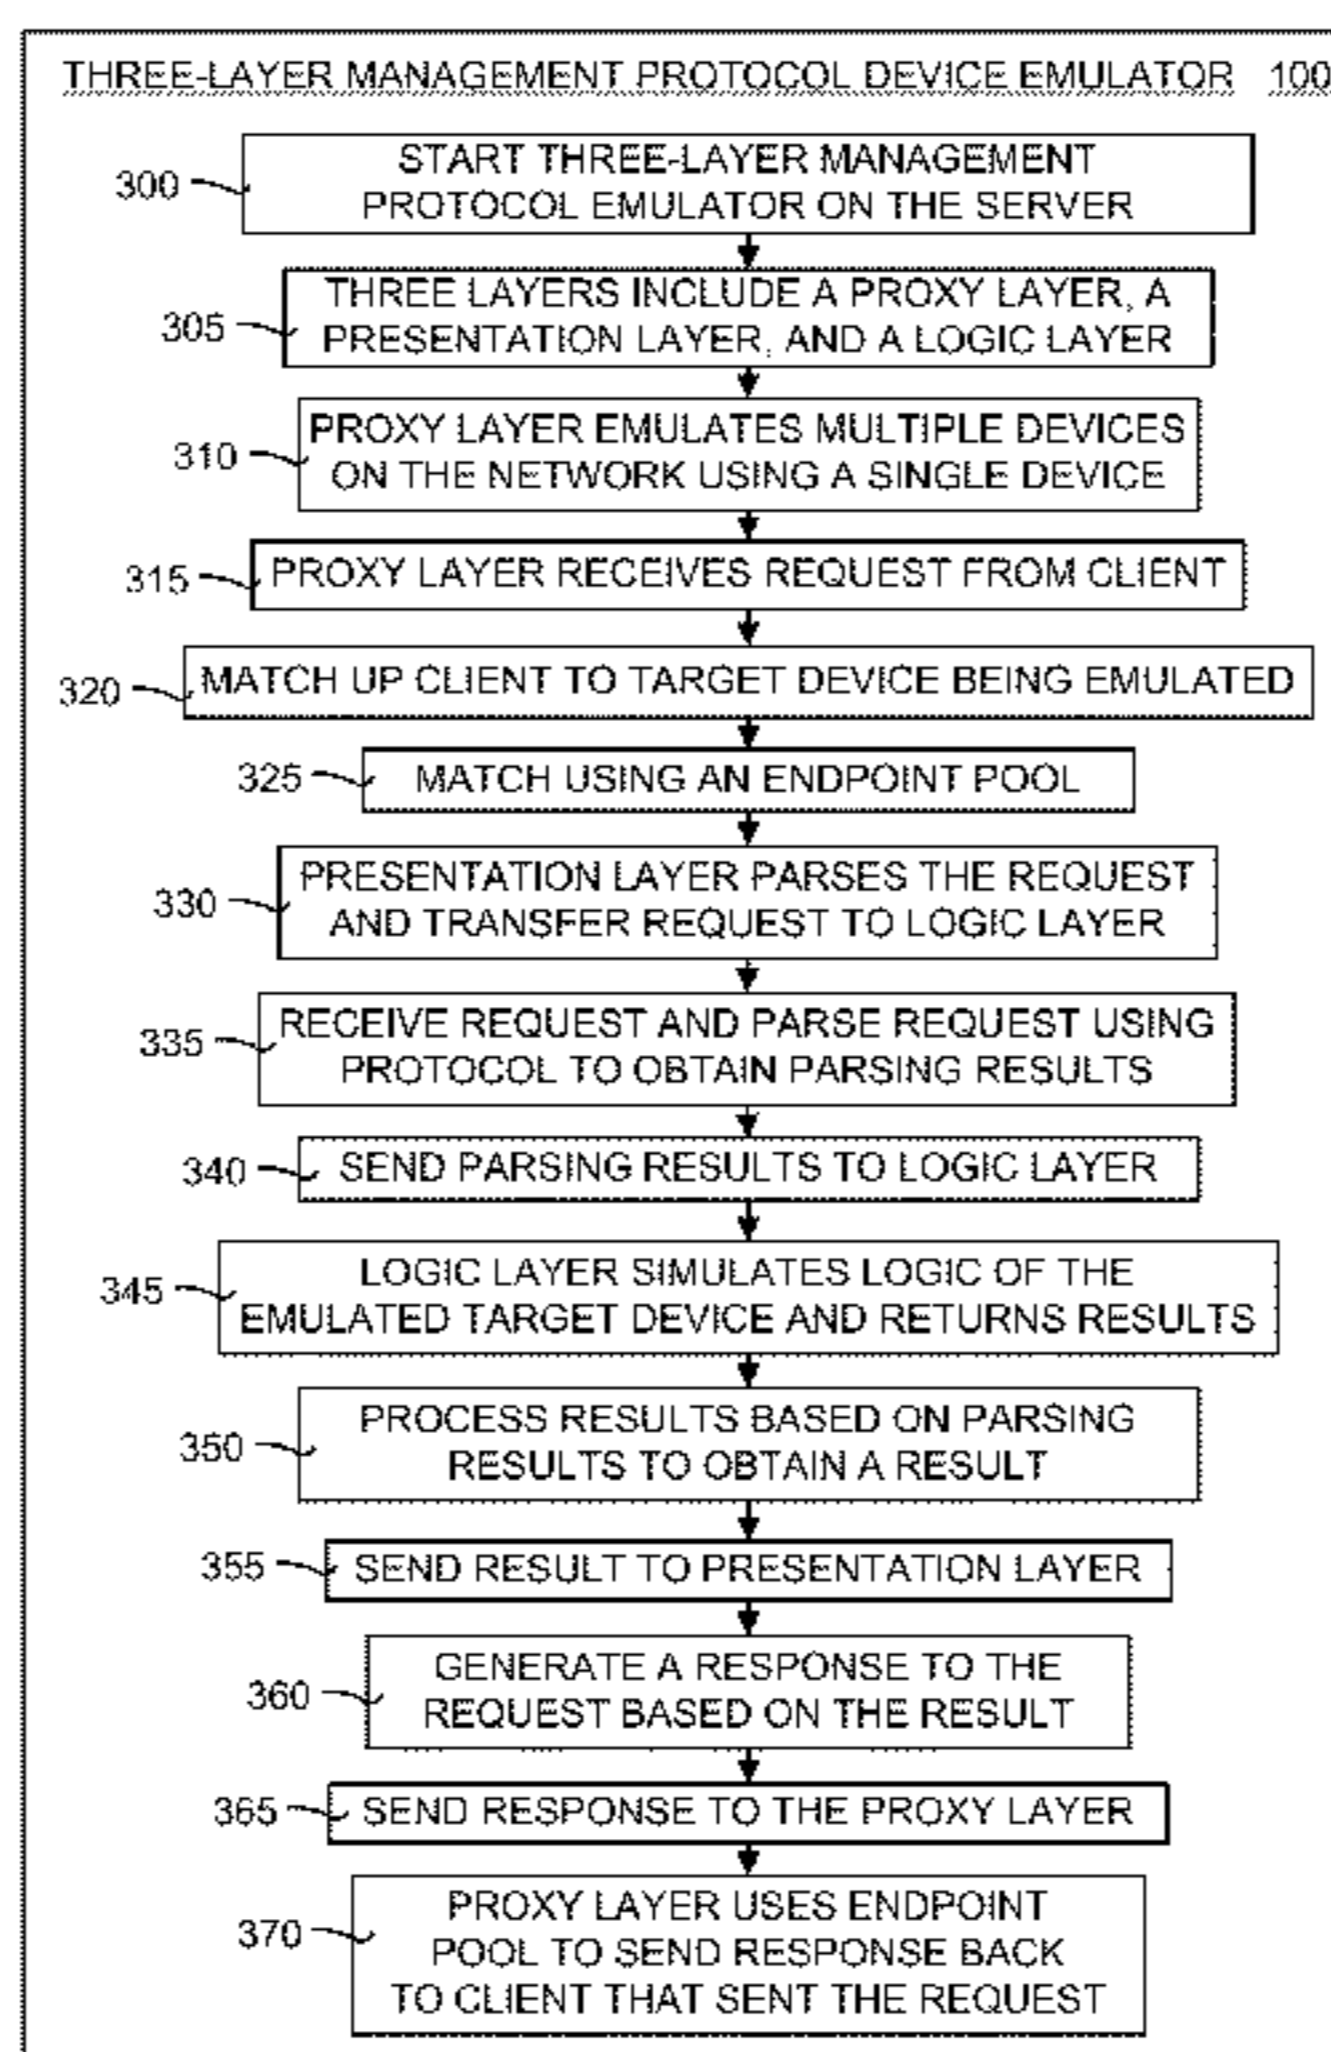 THREE-LAYER MANAGEMENT PROTOCOL DEVICE EMULATOR 100
300
START THREE-LAYER MANAGEMENT
PROTOCOL EMULATOR ON THE SERVER
305
THREE LAYERS INCLUDE A PROXY LAYER, A
PRESENTATION LAYER, AND A LOGIC LAYER
310
PROXY LAYER EMULATES MULTIPLE DEVICES
ON THE NETWORK USING A SINGLE DEVICE
315
PROXY LAYER RECEIVES REQUEST FROM CLIENT
320
MATCH UP CLIENT TO TARGET DEVICE BEING EMULATED
325
MATCH USING AN ENDPOINT POOL
330
PRESENTATION LAYER PARSES THE REQUEST
AND TRANSFER REQUEST TO LOGIC LAYER
335
RECEIVE REQUEST AND PARSE REQUEST USING
PROTOCOL TO OBTAIN PARSING RESULTS
340
SEND PARSING RESULTS TO LOGIC LAYER
345
LOGIC LAYER SIMULATES LOGIC OF THE
EMULATED TARGET DEVICE AND RETURNS RESULTS
350
PROCESS RESULTS BASED ON PARSING
RESULTS TO OBTAIN A RESULT
355
SEND RESULT TO PRESENTATION LAYER
360
GENERATE A RESPONSE TO THE
REQUEST BASED ON THE RESULT
365
SEND RESPONSE TO THE PROXY LAYER
370
PROXY LAYER USES ENDPOINT
POOL TO SEND RESPONSE BACK
TO CLIENT THAT SENT THE REQUEST